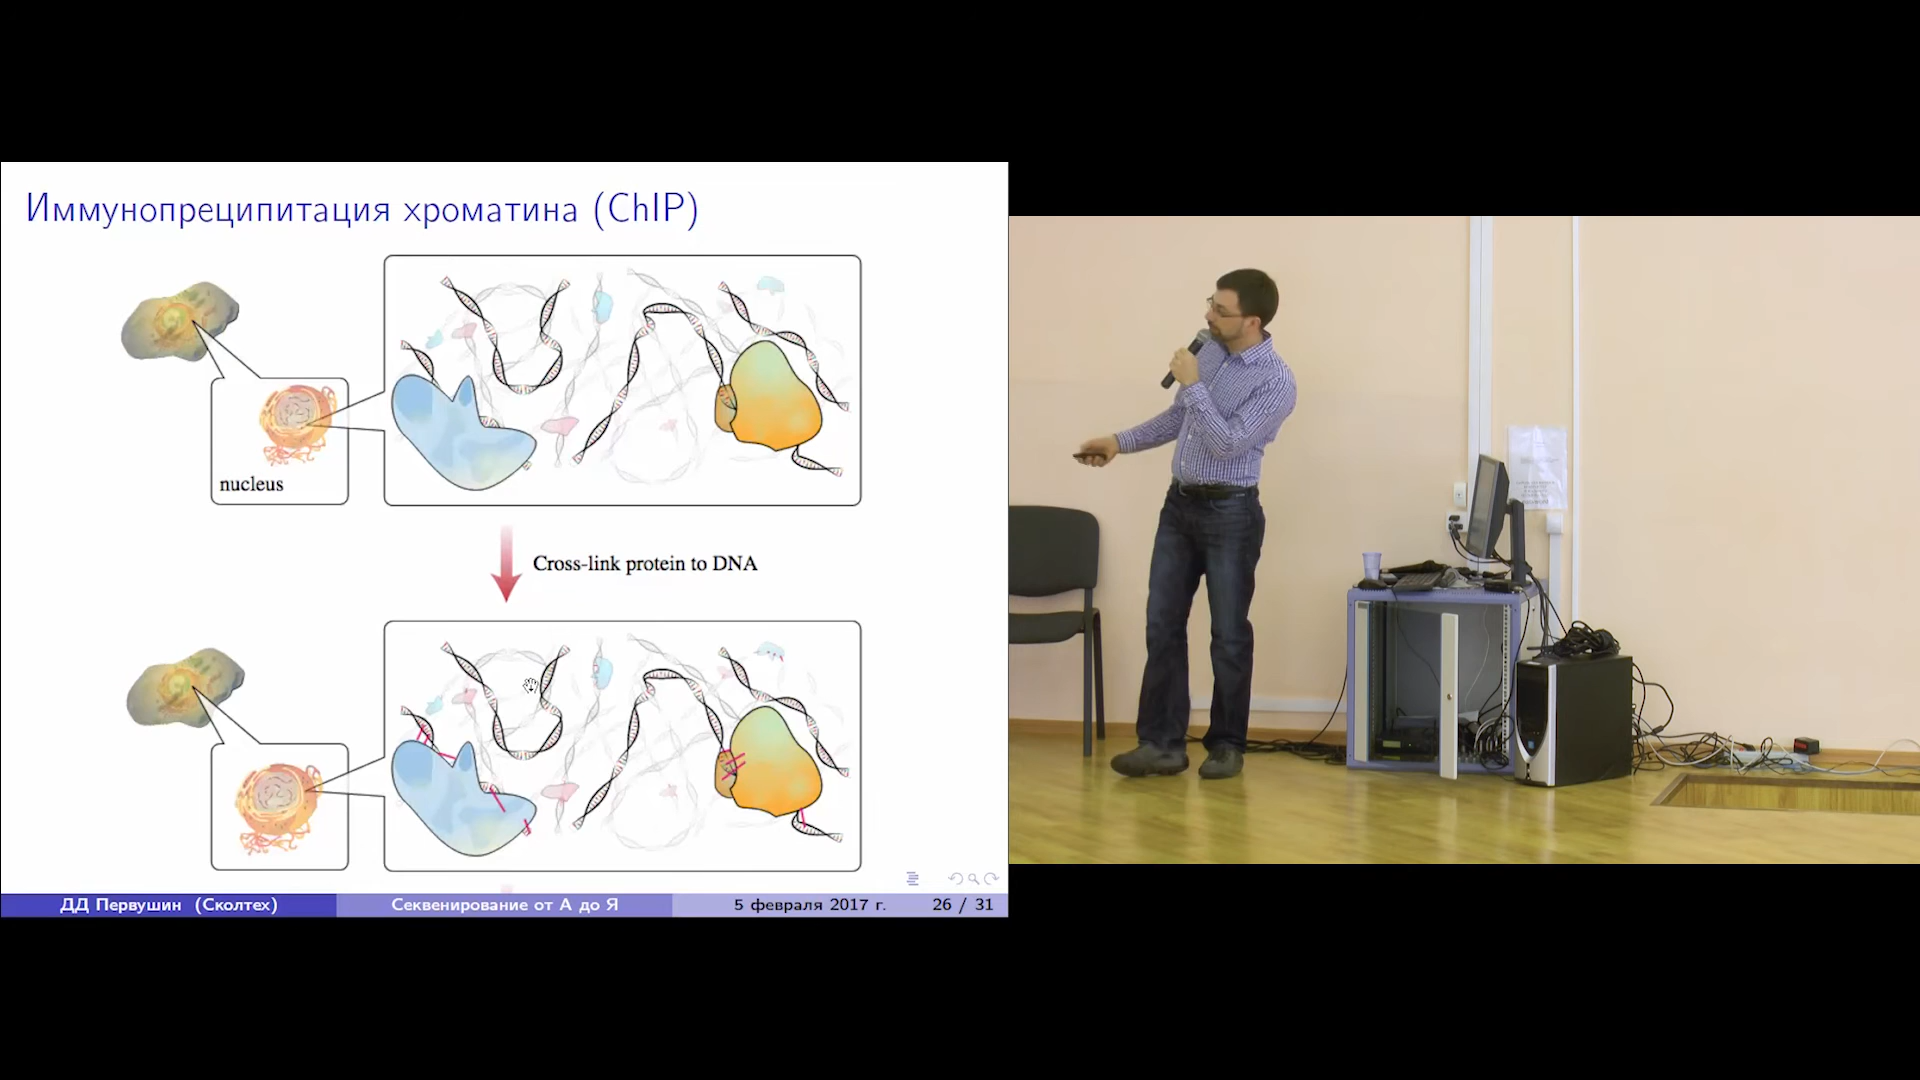 Иммунопреципитация хроматина (ChIP)
nucleus
Cross-link protein to DNA
ДД Первушин (Сколтех)
Секвенирование от А до Я
5 февраля 2017 г.
26 / 31